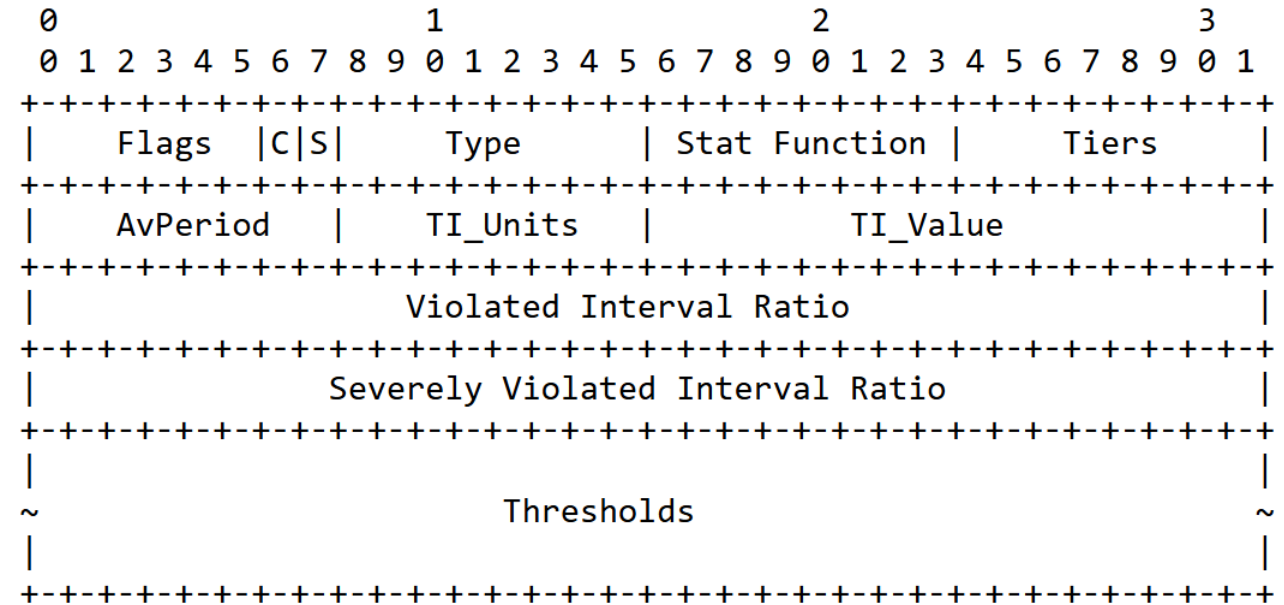 0                   1                   2                   3
 0 1 2 3 4 5 6 7 8 9 0 1 2 3 4 5 6 7 8 9 0 1 2 3 4 5 6 7 8 9 0 1
+-+-+-+-+-+-+-+-+-+-+-+-+-+-+-+-+-+-+-+-+-+-+-+-+-+-+-+-+-+-+-+-+
|    Flags  |C|S|     Type      | Stat Function |     Tiers     |
+-+-+-+-+-+-+-+-+-+-+-+-+-+-+-+-+-+-+-+-+-+-+-+-+-+-+-+-+-+-+-+-+
|    AvPeriod   |    TI_Units   |          TI_Value             |
+-+-+-+-+-+-+-+-+-+-+-+-+-+-+-+-+-+-+-+-+-+-+-+-+-+-+-+-+-+-+-+-+
|                   Violated Interval Ratio                     |
+-+-+-+-+-+-+-+-+-+-+-+-+-+-+-+-+-+-+-+-+-+-+-+-+-+-+-+-+-+-+-+-+
|               Severely Violated Interval Ratio                |
+-+-+-+-+-+-+-+-+-+-+-+-+-+-+-+-+-+-+-+-+-+-+-+-+-+-+-+-+-+-+-+-+
|                                                               |
~                        Thresholds                             ~
|                                                               |
+-+-+-+-+-+-+-+-+-+-+-+-+-+-+-+-+-+-+-+-+-+-+-+-+-+-+-+-+-+-+-+-+